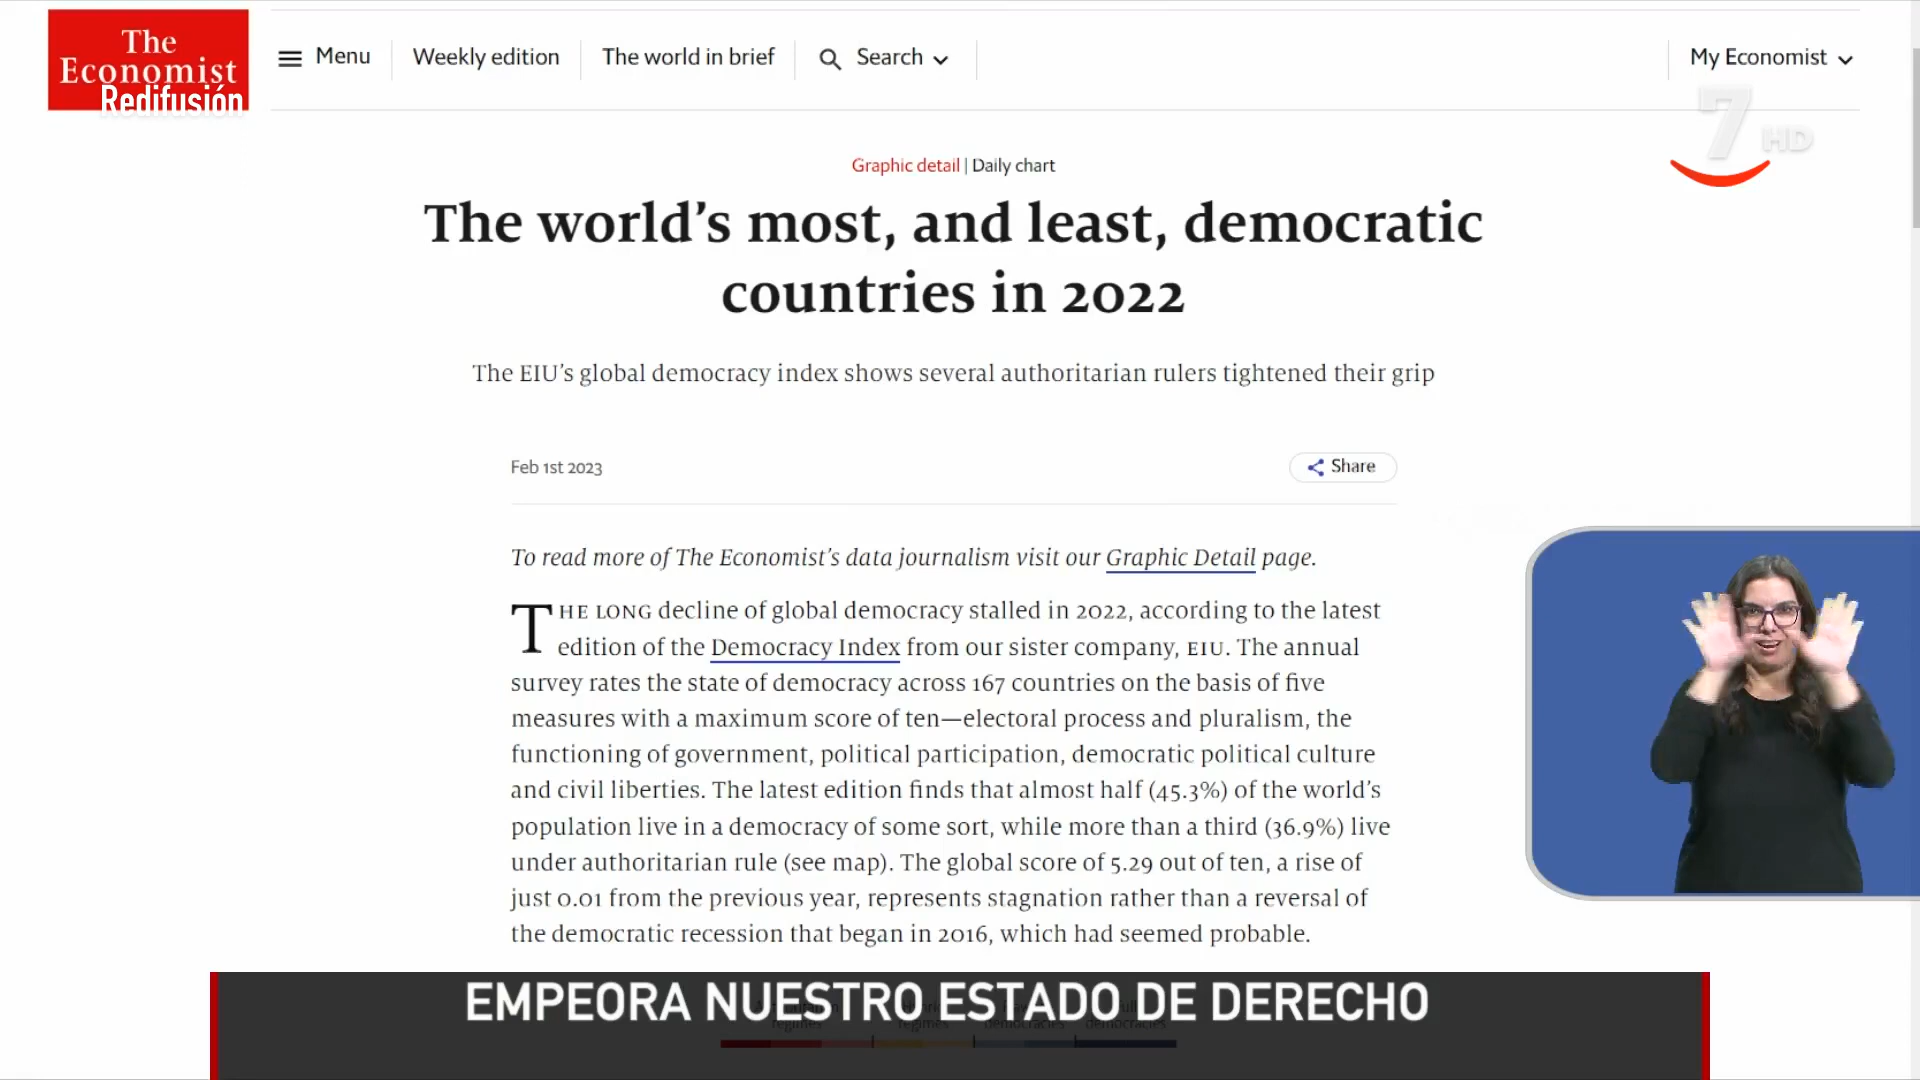 The
Economist
Redifusión
Menu
Weekly edition
The world in brief
Search
My Economist
7 HD
Graphic detail | Daily chart
The world’s most, and least, democratic
countries in 2022
The EIU’s global democracy index shows several authoritarian rulers tightened their grip
Feb 1st 2023
Share
To read more of The Economist’s data journalism visit our Graphic Detail page.
THE LONG decline of global democracy stalled in 2022, according to the latest
edition of the Democracy Index from our sister company, EIU. The annual
survey rates the state of democracy across 167 countries on the basis of five
measures with a maximum score of ten—electoral process and pluralism, the
functioning of government, political participation, democratic political culture
and civil liberties. The latest edition finds that almost half (45.3%) of the world’s
population live in a democracy of some sort, while more than a third (36.9%) live
under authoritarian rule (see map). The global score of 5.29 out of ten, a rise of
just 0.01 from the previous year, represents stagnation rather than a reversal of
the democratic recession that began in 2016, which had seemed probable.
EMPEORA NUESTRO ESTADO DE DERECHO
regimes regimes democracies democracies